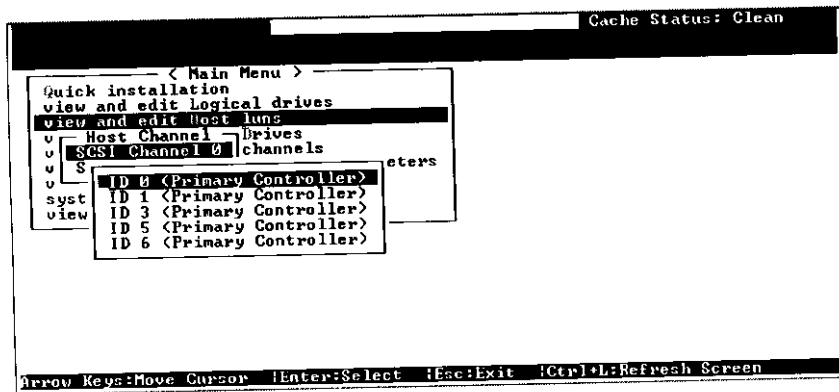 Cache Status: Clean
< Main Menu >
Quick installation
view and edit Logical drives
view and edit Host luns
v Host Channel Drives
v SCSI Channel 0 channels
v S eters
v ID 0 (Primary Controller)
syst ID 1 (Primary Controller)
view ID 3 (Primary Controller)
ID 5 (Primary Controller)
ID 6 (Primary Controller)
Arrow Keys:Move Cursor |Enter:Select |Esc:Exit |Ctrl+L:Refresh Screen